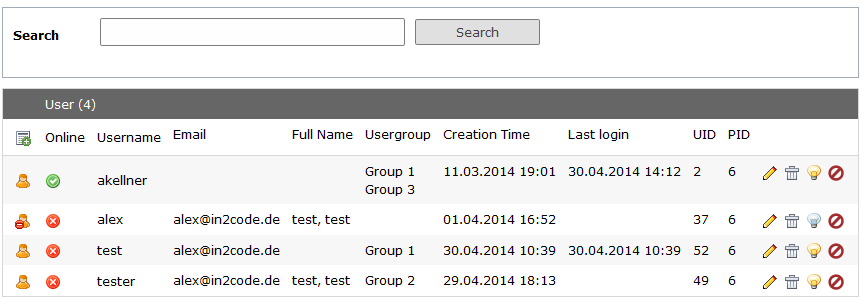 Search Search
User (4)
Online Username Email Full Name Usergroup Creation Time Last login UID PID
akellner Group 1 11.03.2014 19:01 30.04.2014 14:12 2 6
Group 3
alex alex@in2code.de test, test 01.04.2014 16:52 37 6
test alex@in2code.de Group 1 30.04.2014 10:39 30.04.2014 10:39 52 6
tester alex@in2code.de test, test Group 2 29.04.2014 18:13 49 6